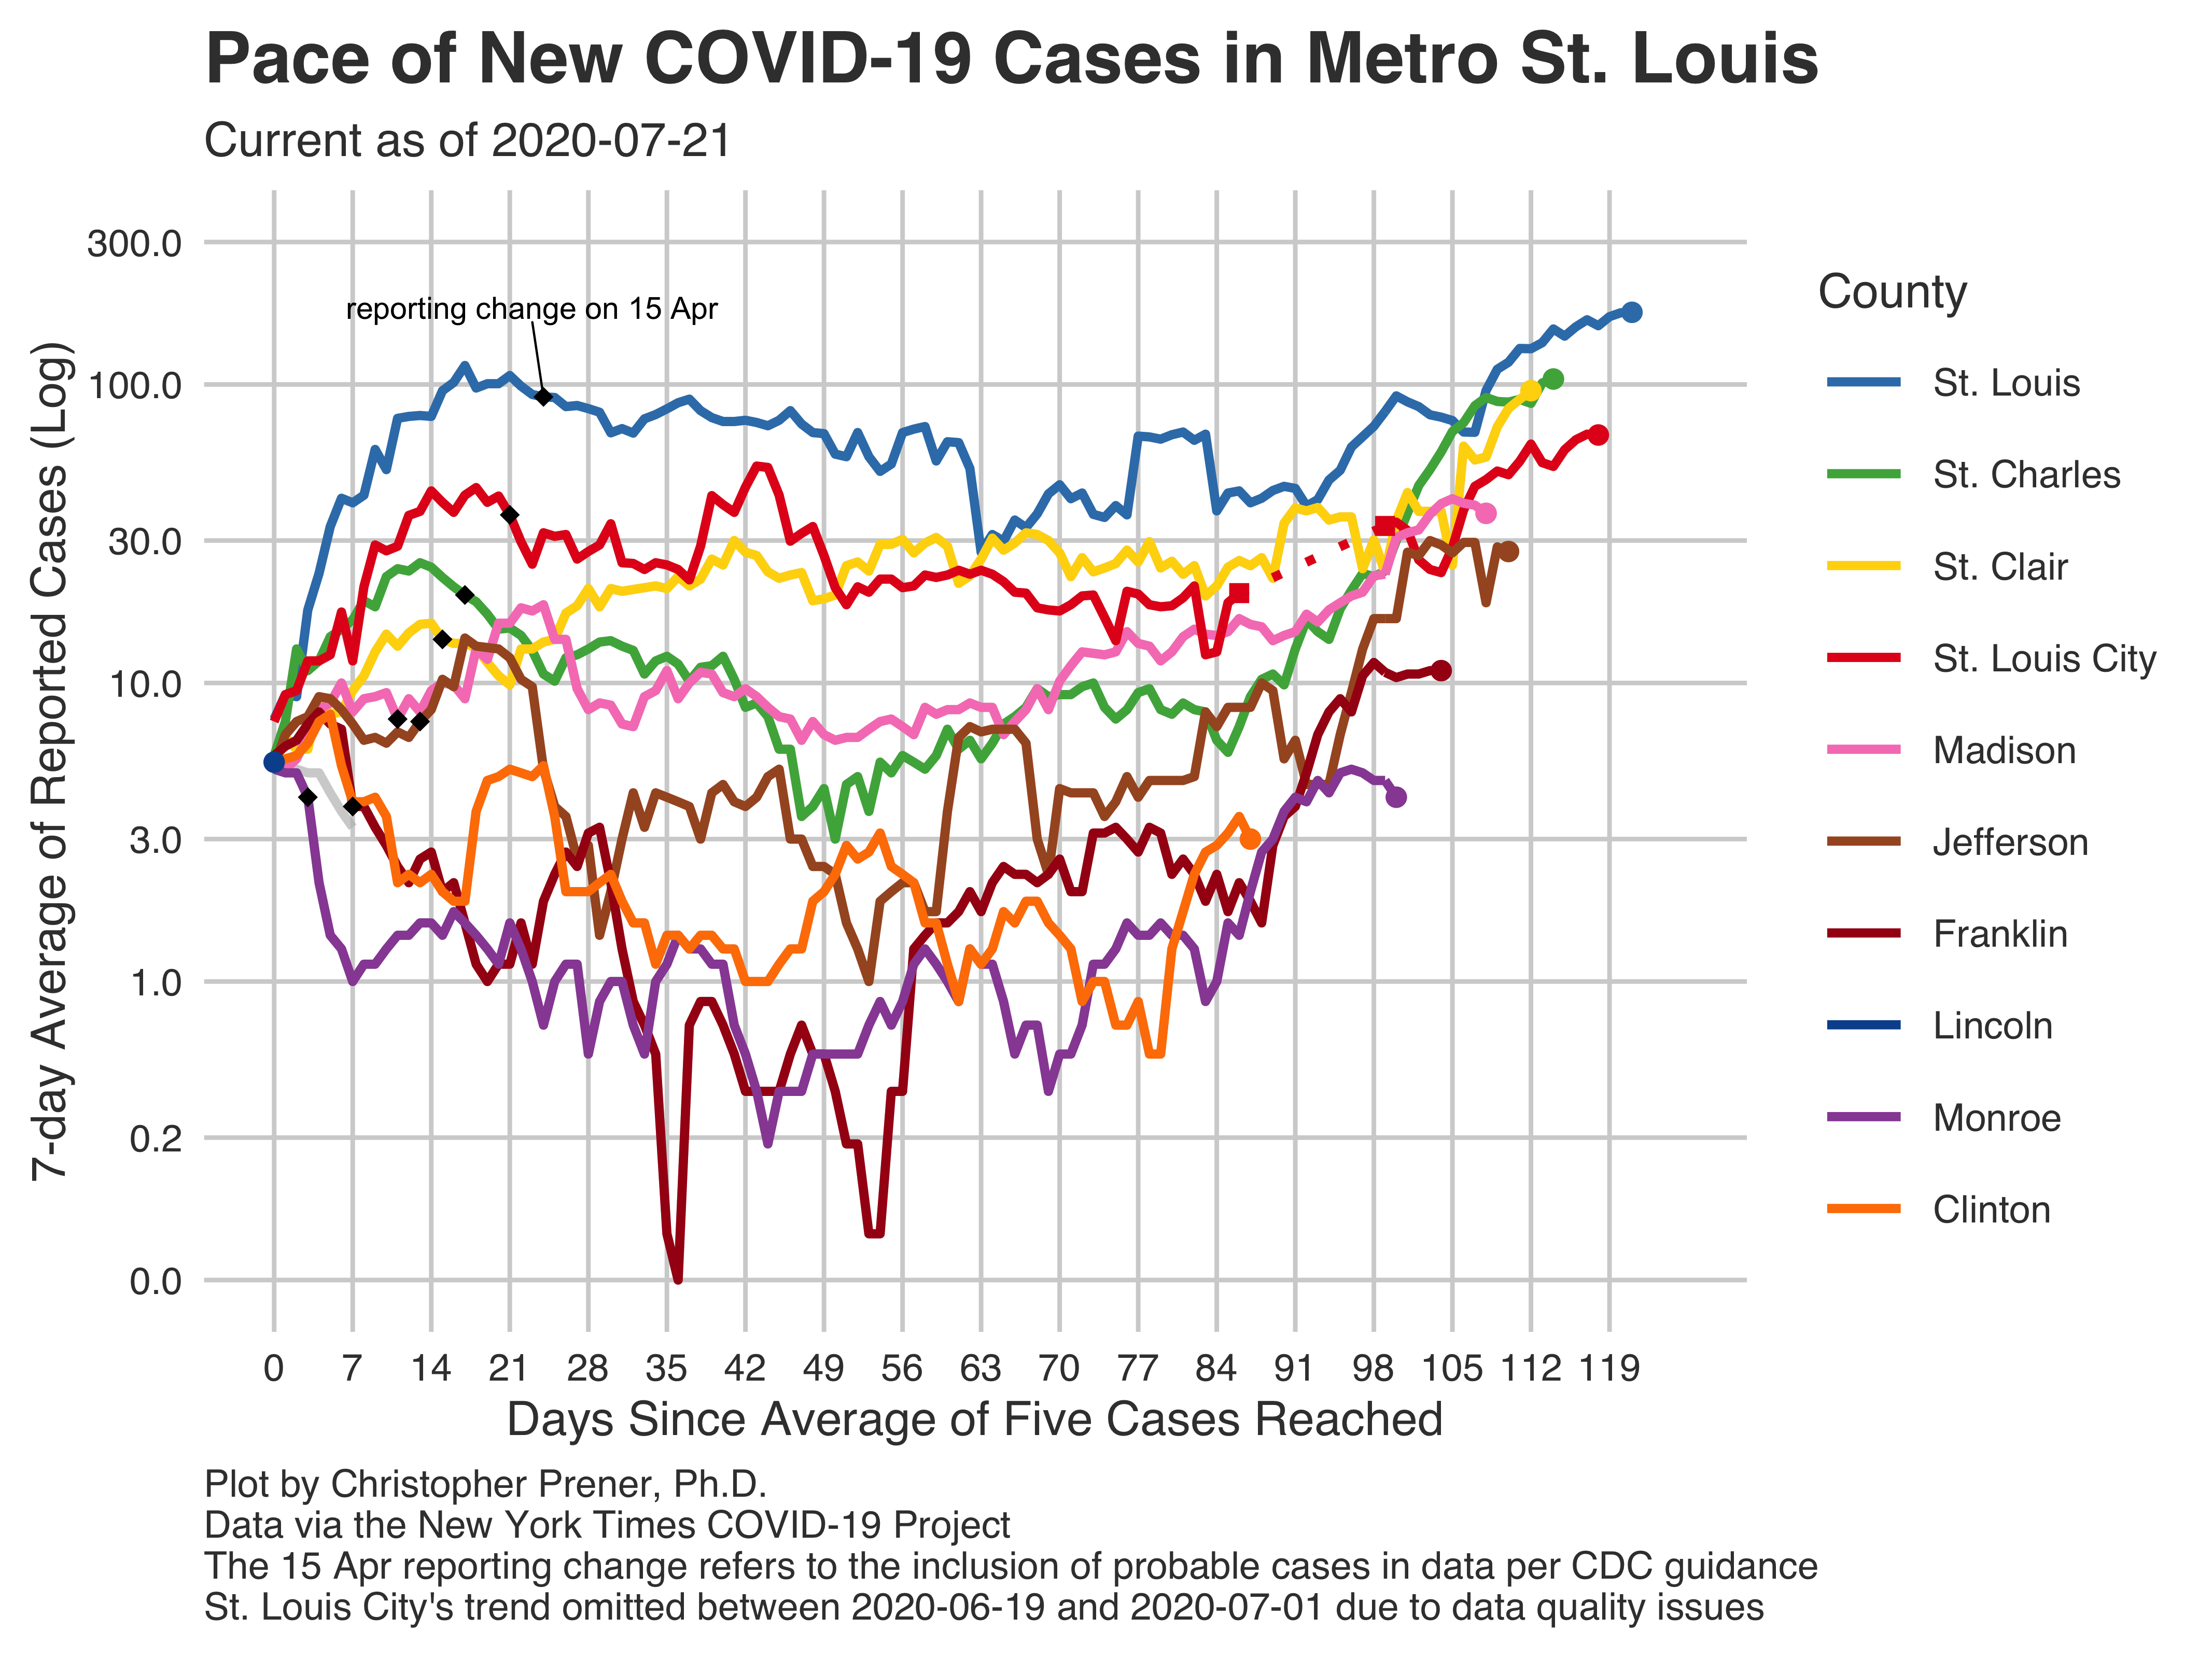 Pace of New COVID-19 Cases in Metro St. Louis
Current as of 2020-07-21
7-day Average of Reported Cases (Log)
300.0
100.0
30.0
10.0
3.0
1.0
0.2
0.0
reporting change on 15 Apr
0 7 14 21 28 35 42 49 56 63 70 77 84 91 98 105 112 119
Days Since Average of Five Cases Reached
County
St. Louis
St. Charles
St. Clair
St. Louis City
Madison
Jefferson
Franklin
Lincoln
Monroe
Clinton
Plot by Christopher Prener, Ph.D.
Data via the New York Times COVID-19 Project
The 15 Apr reporting change refers to the inclusion of probable cases in data per CDC guidance
St. Louis City's trend omitted between 2020-06-19 and 2020-07-01 due to data quality issues